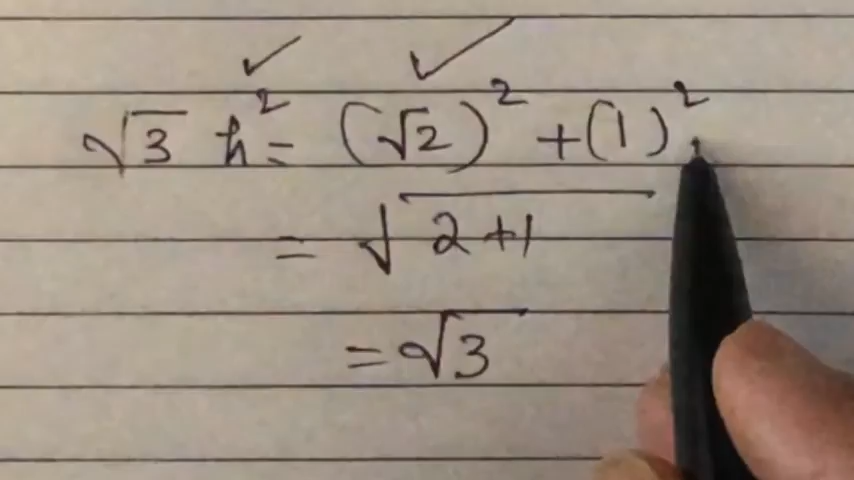 √3 h² = (√2)² + (1)²
= √2+1
= √3